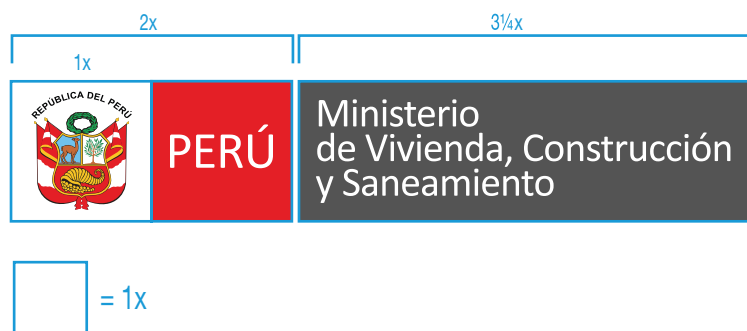 2x
3¼x
1x
REPÚBLICA DEL PERÚ
PERÚ
Ministerio
de Vivienda, Construcción
y Saneamiento
= 1x